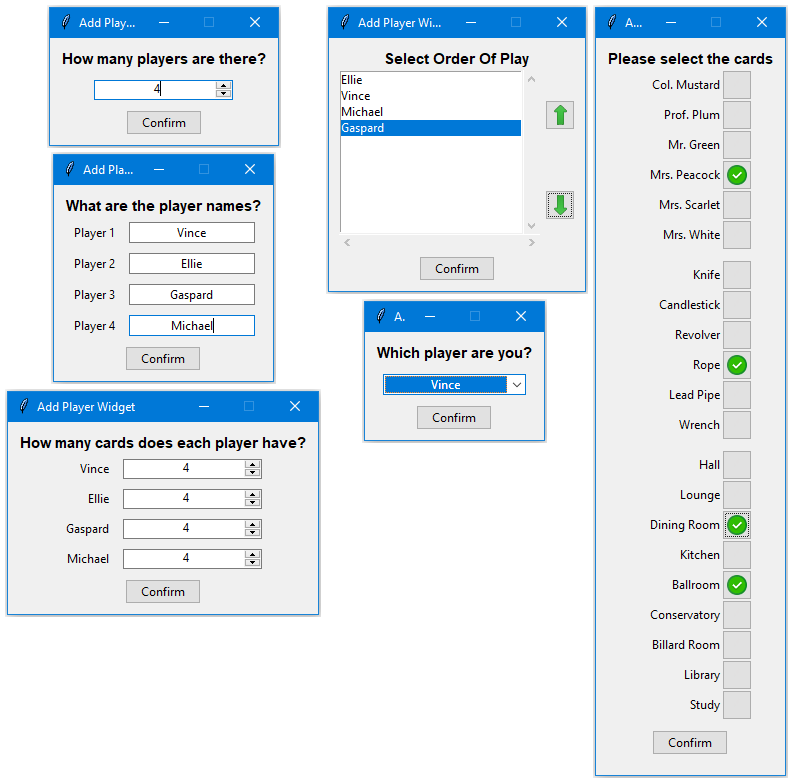 Add Play...
How many players are there?
4
Confirm
Add Pla...
What are the player names?
Player 1 Vince
Player 2 Ellie
Player 3 Gaspard
Player 4 Michael
Confirm
Add Player Widget
How many cards does each player have?
Vince 4
Ellie 4
Gaspard 4
Michael 4
Confirm
Add Player Wi...
Select Order Of Play
Ellie
Vince
Michael
Gaspard
Confirm
A.
Which player are you?
Vince
Confirm
A...
Please select the cards
Col. Mustard
Prof. Plum
Mr. Green
Mrs. Peacock
Mrs. Scarlet
Mrs. White
Knife
Candlestick
Revolver
Rope
Lead Pipe
Wrench
Hall
Lounge
Dining Room
Kitchen
Ballroom
Conservatory
Billard Room
Library
Study
Confirm